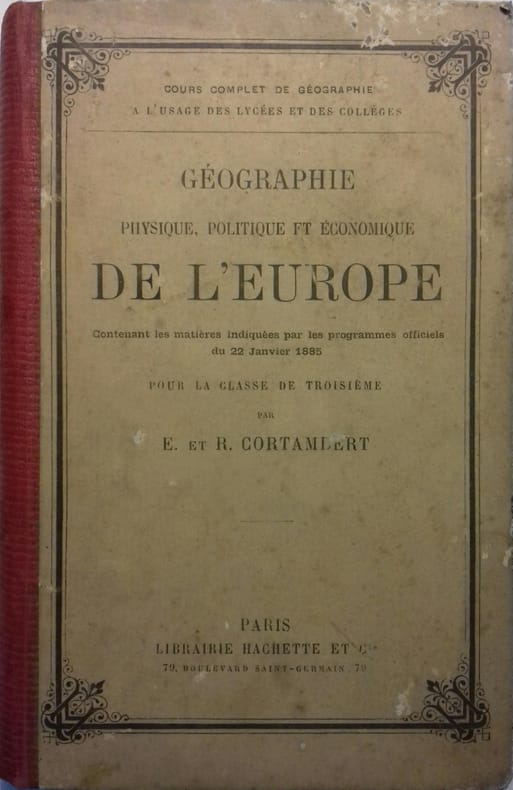 COURS COMPLET DE GÉOGRAPHIE
A L'USAGE DES LYCÉES ET DES COLLÉGES
GÉOGRAPHIE
PHYSIQUE, POLITIQUE ET ÉCONOMIQUE
DE L'EUROPE
Contenant les matières indiquées par les programmes officiels
du 22 Janvier 1885
POUR LA CLASSE DE TROISIÈME
PAR
E. ET R. CORTAMBERT
PARIS
LIBRAIRIE HACHETTE ET Cie
79, BOULEVARD SAINT-GERMAIN, 79